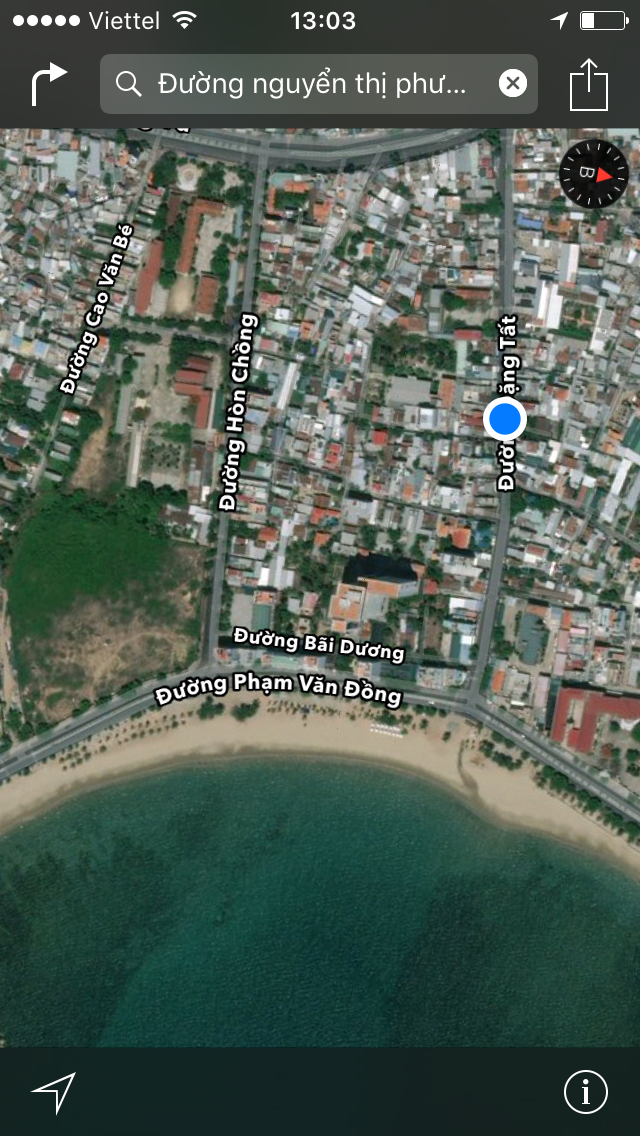 Viettel 13:03
Đường nguyển thị phư...
B
Đường Cao Văn Bé
Đường Hòn Chồng
Đường Bãi Dương
Đường Phạm Văn Đồng